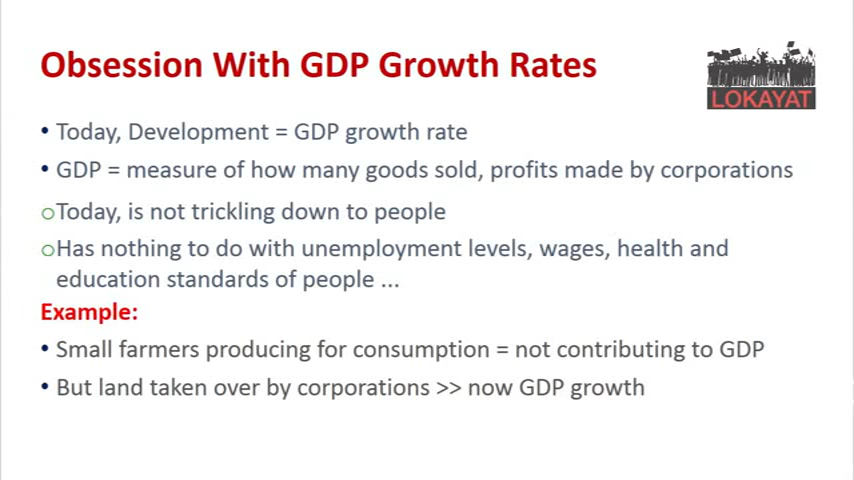 Obsession With GDP Growth Rates
LOKAYAT
• Today, Development = GDP growth rate
• GDP = measure of how many goods sold, profits made by corporations
oToday, is not trickling down to people
oHas nothing to do with unemployment levels, wages, health and
education standards of people ...
Example:
• Small farmers producing for consumption = not contributing to GDP
• But land taken over by corporations >> now GDP growth